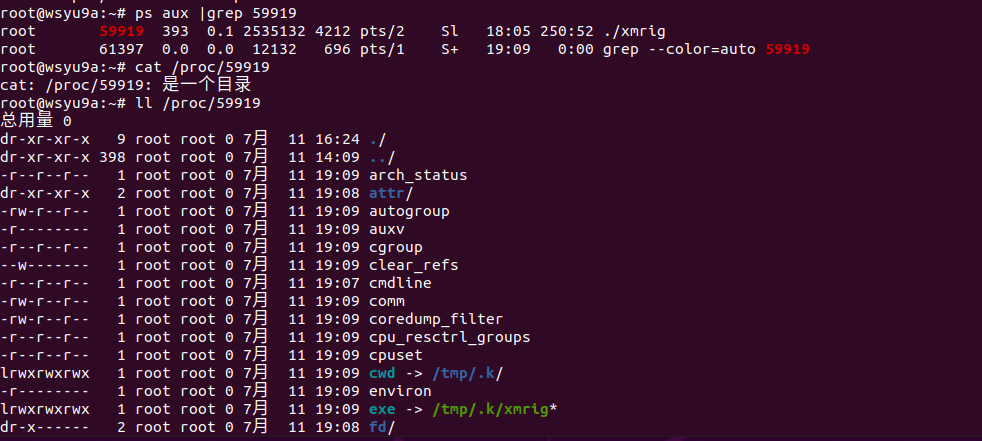 root@wsyu9a:~# ps aux |grep 59919
root 59919 393 0.1 2535132 4212 pts/2 Sl 18:05 250:52 ./xmrig
root 61397 0.0 0.0 12132 696 pts/1 S+ 19:09 0:00 grep --color=auto 59919
root@wsyu9a:~# cat /proc/59919
cat: /proc/59919: 是一个目录
root@wsyu9a:~# ll /proc/59919
总用量 0
dr-xr-xr-x 9 root root 0 7月 11 16:24 ./
dr-xr-xr-x 398 root root 0 7月 11 14:09 ../
-r--r--r-- 1 root root 0 7月 11 19:09 arch_status
dr-xr-xr-x 2 root root 0 7月 11 19:08 attr/
-rw-r--r-- 1 root root 0 7月 11 19:09 autogroup
-r-------- 1 root root 0 7月 11 19:09 auxv
-r--r--r-- 1 root root 0 7月 11 19:09 cgroup
--w------- 1 root root 0 7月 11 19:09 clear_refs
-r--r--r-- 1 root root 0 7月 11 19:07 cmdline
-rw-r--r-- 1 root root 0 7月 11 19:09 comm
-rw-r--r-- 1 root root 0 7月 11 19:09 coredump_filter
-r--r--r-- 1 root root 0 7月 11 19:09 cpu_resctrl_groups
-r--r--r-- 1 root root 0 7月 11 19:09 cpuset
lrwxrwxrwx 1 root root 0 7月 11 19:09 cwd -> /tmp/.k/
-r-------- 1 root root 0 7月 11 19:09 environ
lrwxrwxrwx 1 root root 0 7月 11 19:09 exe -> /tmp/.k/xmrig*
dr-x------ 2 root root 0 7月 11 19:08 fd/